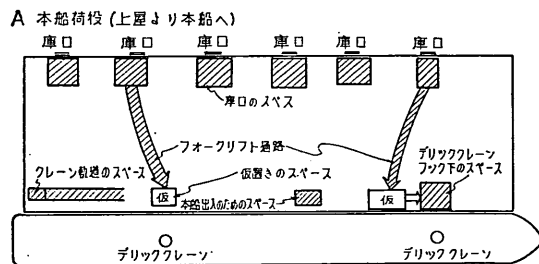 A 本船荷役(上屋より本船へ)
庫口 庫口 庫口 庫口 庫口 庫口
庫口のスペス
フォークリフト通路
デリッククレーン
フック下のスペース
クレーン軌道のスペース
仮置きのスペース
仮
本船出入のためのスペース
仮
デリッククレーン
デリッククレーン